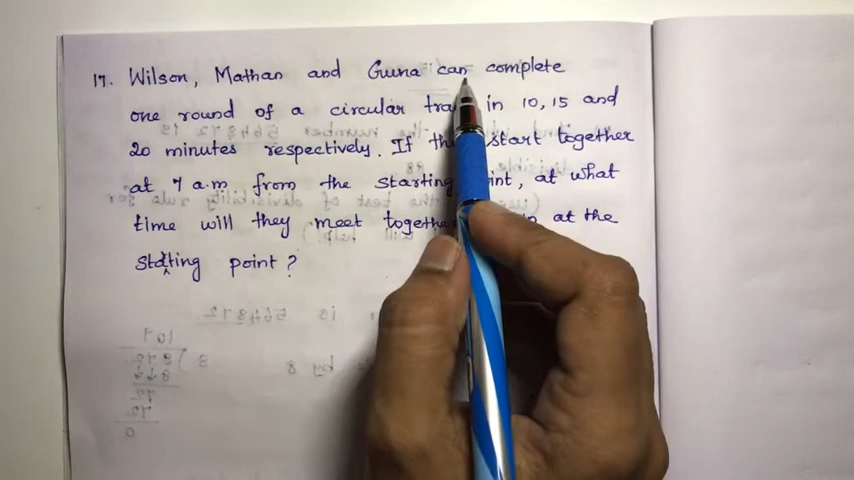 17. Wilson, Mathan and Guna can complete
one round of a circular tra in 10, 15 and
20 minutes respectively. If th start together
at 7 a.m from the starting int, at what
time will they meet togethe n at the
starting point?